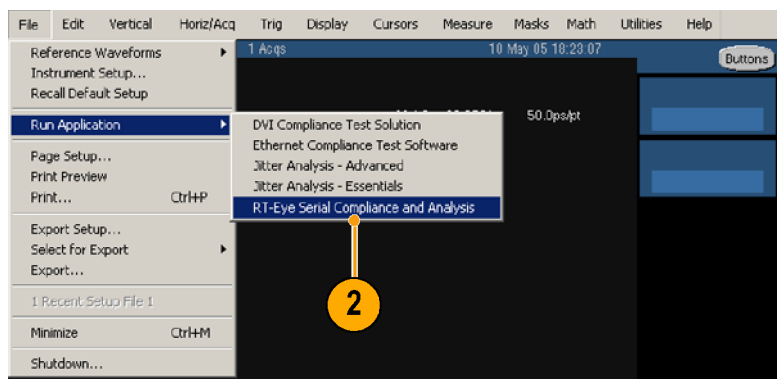 File Edit Vertical Horiz/Acq Trig Display Cursors Measure Masks Math Utilities Help
1 Acqs 10 May 05 18:23:07
Buttons
50.0ps/pt
Reference Waveforms
Instrument Setup...
Recall Default Setup
Run Application
Page Setup...
Print Preview
Print... Ctrl+P
Export Setup...
Select for Export
Export...
1 Recent Setup File 1
Minimize Ctrl+M
Shutdown...
DVI Compliance Test Solution
Ethernet Compliance Test Software
Jitter Analysis - Advanced
Jitter Analysis - Essentials
RT-Eye Serial Compliance and Analysis
2